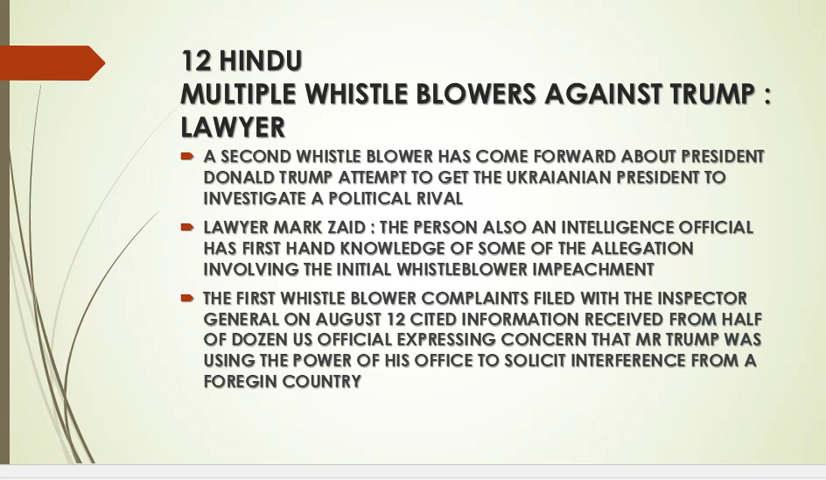 12 HINDU
MULTIPLE WHISTLE BLOWERS AGAINST TRUMP :
LAWYER
A SECOND WHISTLE BLOWER HAS COME FORWARD ABOUT PRESIDENT
DONALD TRUMP ATTEMPT TO GET THE UKRAIANIAN PRESIDENT TO
INVESTIGATE A POLITICAL RIVAL
LAWYER MARK ZAID : THE PERSON ALSO AN INTELLIGENCE OFFICIAL
HAS FIRST HAND KNOWLEDGE OF SOME OF THE ALLEGATION
INVOLVING THE INITIAL WHISTLEBLOWER IMPEACHMENT
THE FIRST WHISTLE BLOWER COMPLAINTS FILED WITH THE INSPECTOR
GENERAL ON AUGUST 12 CITED INFORMATION RECEIVED FROM HALF
OF DOZEN US OFFICIAL EXPRESSING CONCERN THAT MR TRUMP WAS
USING THE POWER OF HIS OFFICE TO SOLICIT INTERFERENCE FROM A
FOREGIN COUNTRY